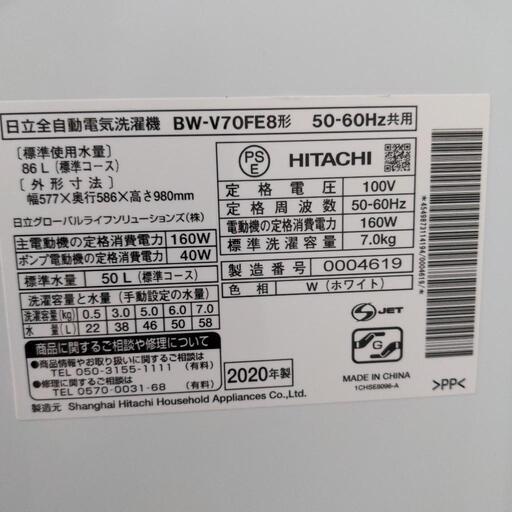 日立全自動電気洗濯機 BW-V70FE8形 50-60Hz共用
〔標準使用水量〕
86L(標準コース)
〔外形寸法〕
幅577×奥行586×高さ980mm
日立グローバルライフソリューションズ(株)
主電動機の定格消費電力 160W
ポンプ電動機の定格消費電力 40W
標準水量 50L(標準コース)
洗濯容量と水量(手動設定の水量)
洗濯容量(kg) 0.5 3.0 5.0 6.0 7.0
水量(L) 22 38 46 50 58
商品に関するご相談や修理について
商品情報やお取り扱いに関するご相談
TEL 050-3155-1111(有料)
修理に関するご相談
TEL 0570-0031-68(有料)
製造元 Shanghai Hitachi Household Appliances Co.,Ltd.
PS
E
HITACHI
定格電圧 100V
定格周波数 50-60Hz
電動機の定格消費電力 160W
標準洗濯容量 7.0kg
製造番号 0004619
色相 W(ホワイト)
S JET
G
2020年製
MADE IN CHINA
1CHSE8096-A
>PP<